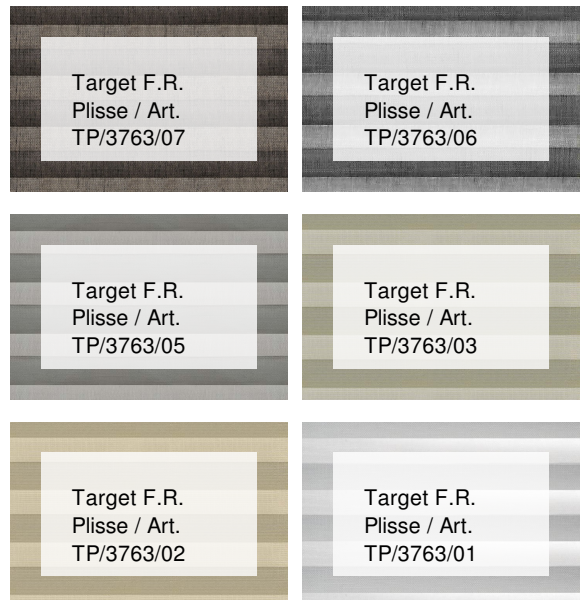 Target F.R.
Plisse / Art.
TP/3763/07
Target F.R.
Plisse / Art.
TP/3763/06
Target F.R.
Plisse / Art.
TP/3763/05
Target F.R.
Plisse / Art.
TP/3763/03
Target F.R.
Plisse / Art.
TP/3763/02
Target F.R.
Plisse / Art.
TP/3763/01